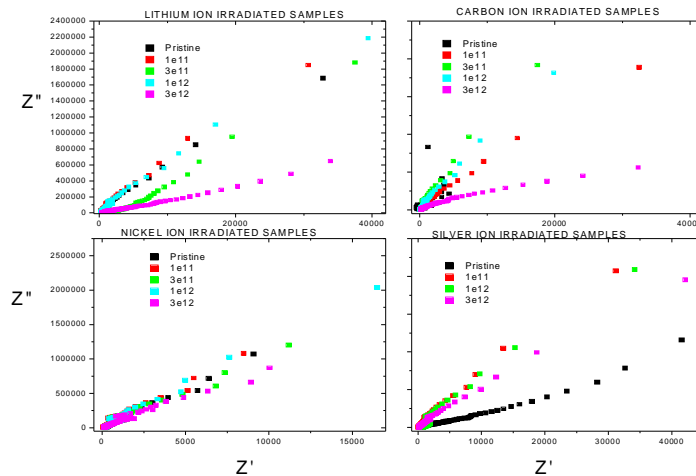 LITHIUM ION IRRADIATED SAMPLES
CARBON ION IRRADIATED SAMPLES
2200000
2000000
1800000
1600000
1400000
1200000
1000000
800000
600000
400000
200000
0
Z"
Pristine
1e11
3e11
1e12
3e12
0
20000
40000
Pristine
1e11
3e11
1e12
3e12
0
20000
4000
NICKEL ION IRRADIATED SAMPLES
SILVER ION IRRADIATED SAMPLES
2500000
2000000
1500000
1000000
500000
0
Z"
Pristine
1e11
3e11
1e12
3e12
0
5000
10000
15000
Pristine
1e11
1e12
3e12
0
10000
20000
30000
40000
Z'
Z'